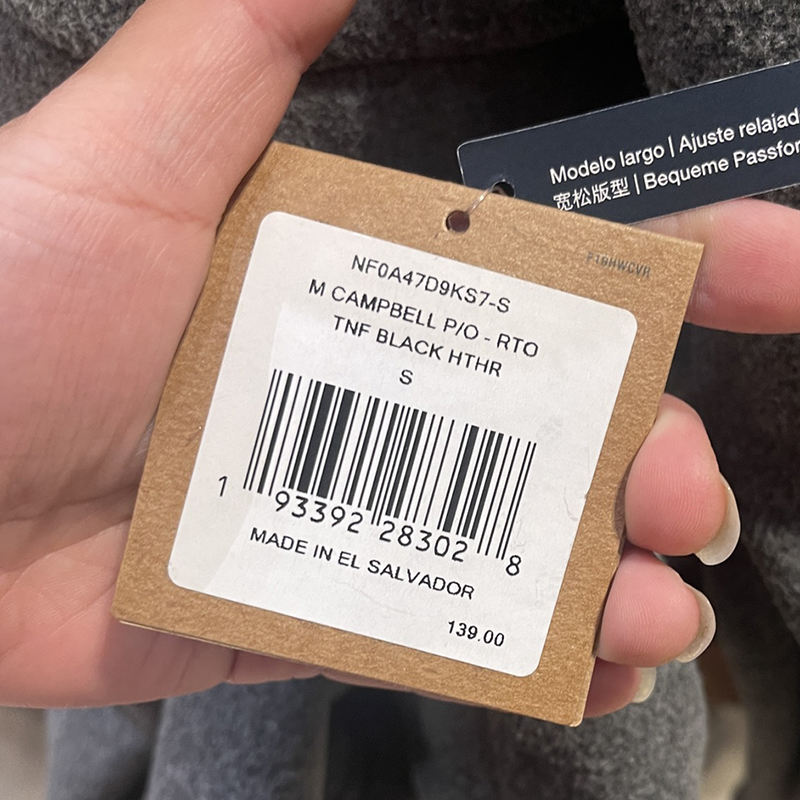 Modelo largo | Ajuste relajad
宽松版型 | Bequeme Passfor
F19HWCVR
NF0A47D9KS7-S
M CAMPBELL P/O - RTO
TNF BLACK HTHR
S
1 93392 28302 8
MADE IN EL SALVADOR
139.00